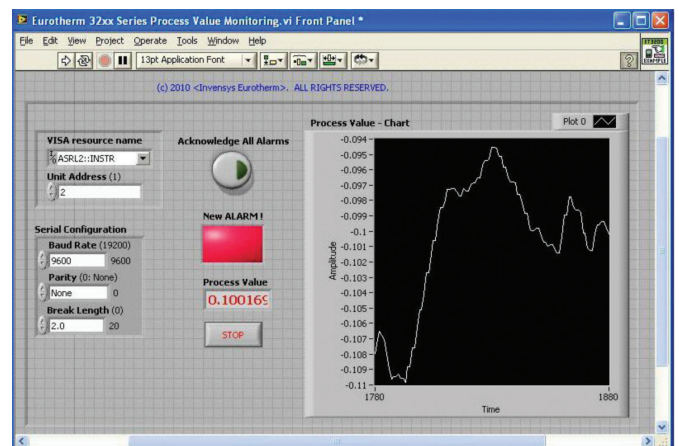 Eurotherm 32xx Series Process Value Monitoring.vi Front Panel *
File Edit View Project Operate Tools Window Help
13pt Application Font
?
EXAMPLE
(c) 2010 <Invensys Eurotherm>. ALL RIGHTS RESERVED.
VISA resource name
ASRL2::INSTR
Unit Address (1)
2
Serial Configuration
Baud Rate (19200)
9600 9600
Parity (0: None)
None 0
Break Length (0)
2.0 20
Acknowledge All Alarms
New ALARM!
Process Value
0.100169
STOP
Process Value - Chart
Plot 0
Amplitude
-0.094
-0.095
-0.096
-0.097
-0.098
-0.099
-0.1
-0.101
-0.102
-0.103
-0.104
-0.105
-0.106
-0.107
-0.108
-0.109
-0.11
1780 1880
Time